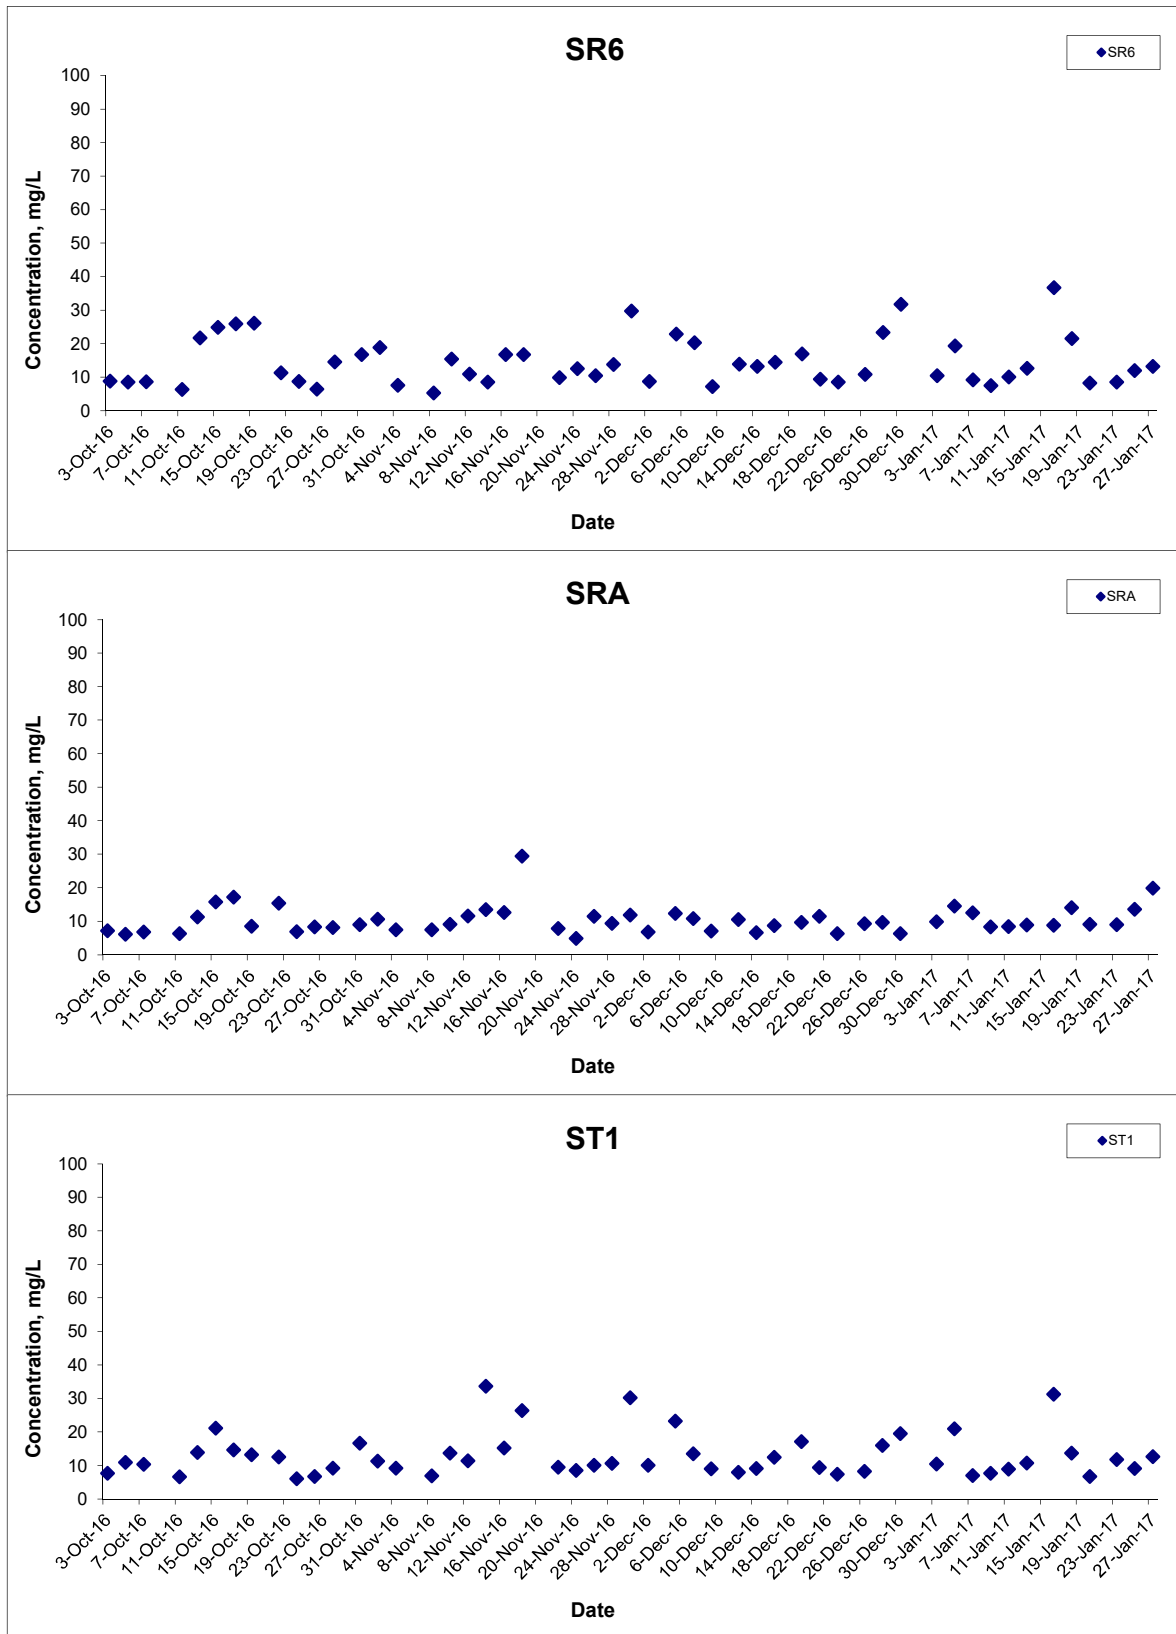 SR6
SR6
100
90
80
70
60
50
40
30
20
10
0
Concentration, mg/L
3-Oct-16
7-Oct-16
11-Oct-16
15-Oct-16
19-Oct-16
23-Oct-16
27-Oct-16
31-Oct-16
4-Nov-16
8-Nov-16
12-Nov-16
16-Nov-16
20-Nov-16
24-Nov-16
28-Nov-16
2-Dec-16
6-Dec-16
10-Dec-16
14-Dec-16
18-Dec-16
22-Dec-16
26-Dec-16
30-Dec-16
3-Jan-17
7-Jan-17
11-Jan-17
15-Jan-17
19-Jan-17
23-Jan-17
27-Jan-17
Date
SRA
SRA
100
90
80
70
60
50
40
30
20
10
0
Concentration, mg/L
3-Oct-16
7-Oct-16
11-Oct-16
15-Oct-16
19-Oct-16
23-Oct-16
27-Oct-16
31-Oct-16
4-Nov-16
8-Nov-16
12-Nov-16
16-Nov-16
20-Nov-16
24-Nov-16
28-Nov-16
2-Dec-16
6-Dec-16
10-Dec-16
14-Dec-16
18-Dec-16
22-Dec-16
26-Dec-16
30-Dec-16
3-Jan-17
7-Jan-17
11-Jan-17
15-Jan-17
19-Jan-17
23-Jan-17
27-Jan-17
Date
ST1
ST1
100
90
80
70
60
50
40
30
20
10
0
Concentration, mg/L
3-Oct-16
7-Oct-16
11-Oct-16
15-Oct-16
19-Oct-16
23-Oct-16
27-Oct-16
31-Oct-16
4-Nov-16
8-Nov-16
12-Nov-16
16-Nov-16
20-Nov-16
24-Nov-16
28-Nov-16
2-Dec-16
6-Dec-16
10-Dec-16
14-Dec-16
18-Dec-16
22-Dec-16
26-Dec-16
30-Dec-16
3-Jan-17
7-Jan-17
11-Jan-17
15-Jan-17
19-Jan-17
23-Jan-17
27-Jan-17
Date